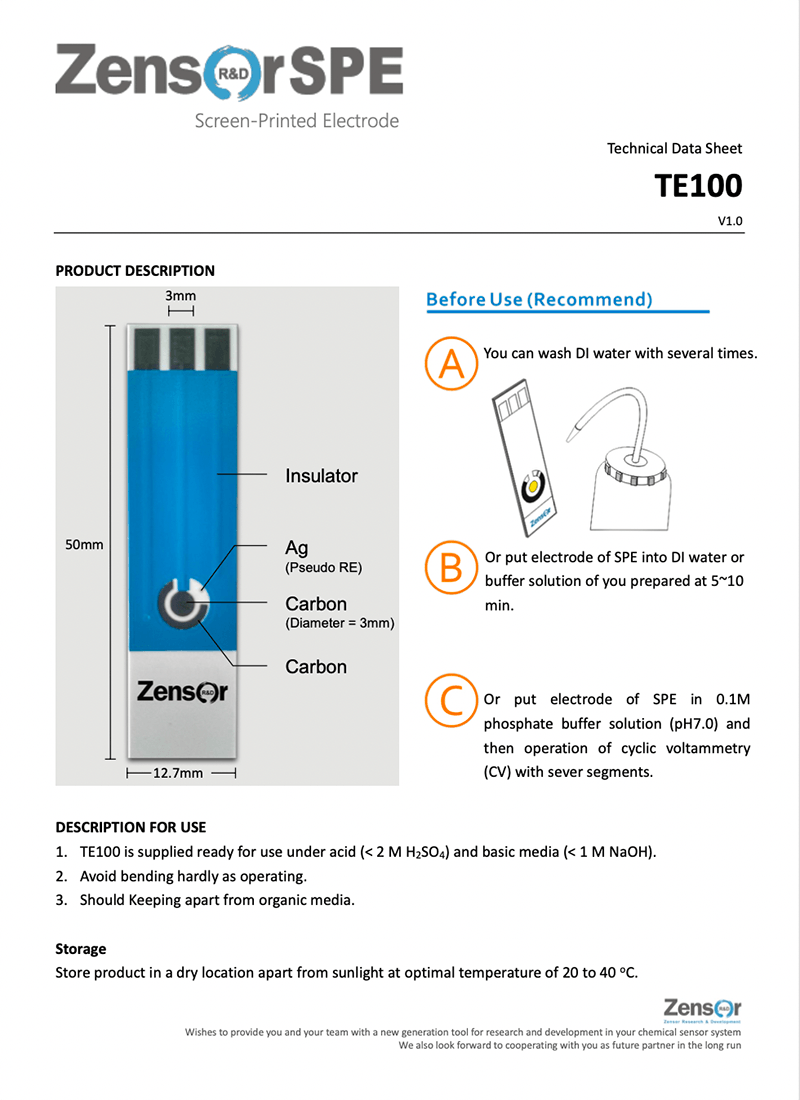 ZensorSPE
R&D
Screen-Printed Electrode
Technical Data Sheet
TE100
V1.0
PRODUCT DESCRIPTION
3mm
50mm
Insulator
Ag
(Pseudo RE)
Carbon
(Diameter = 3mm)
Carbon
Zensor
R&D
12.7mm
Before Use (Recommend)
A
You can wash DI water with several times.
Zensor
B
Or put electrode of SPE into DI water or
buffer solution of you prepared at 5~10
min.
C
Or put electrode of SPE in 0.1M
phosphate buffer solution (pH7.0) and
then operation of cyclic voltammetry
(CV) with sever segments.
DESCRIPTION FOR USE
1. TE100 is supplied ready for use under acid (< 2 M H₂SO₄) and basic media (< 1 M NaOH).
2. Avoid bending hardly as operating.
3. Should Keeping apart from organic media.
Storage
Store product in a dry location apart from sunlight at optimal temperature of 20 to 40 °C.
Zensor
R&D
Zensor Research & Development
Wishes to provide you and your team with a new generation tool for research and development in your chemical sensor system
We also look forward to cooperating with you as future partner in the long run